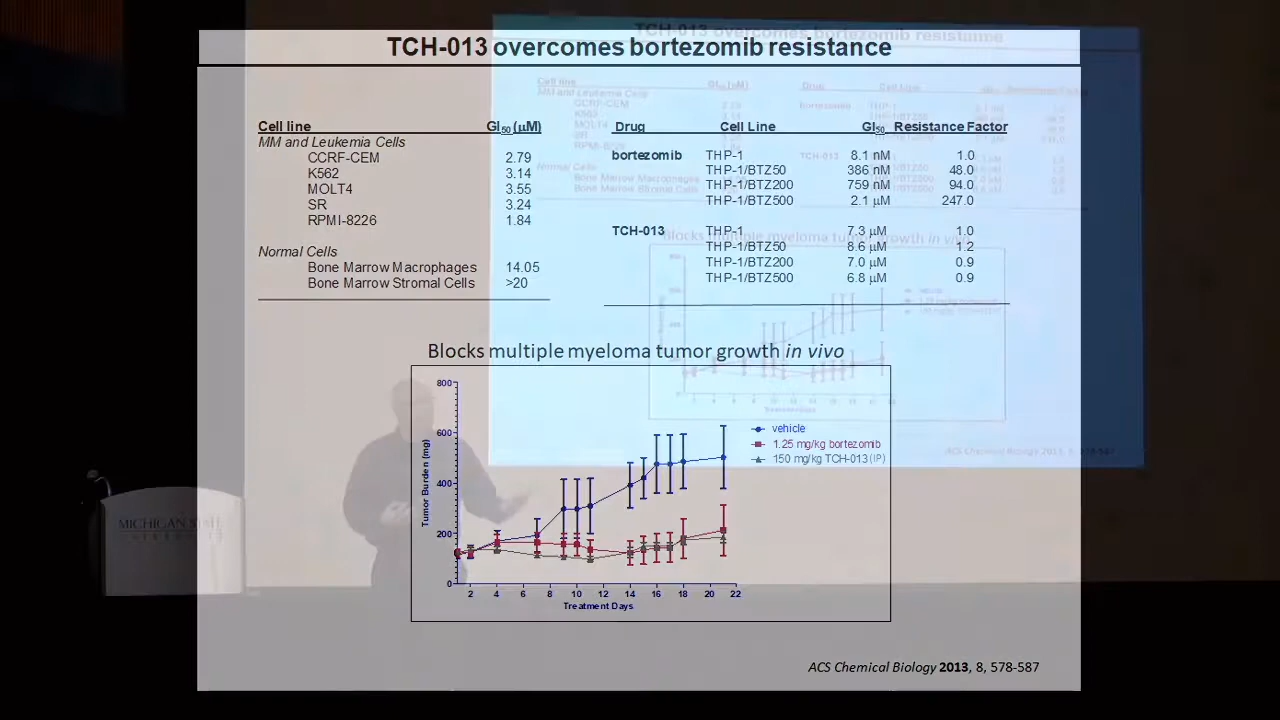 TCH-013 overcomes bortezomib resistance
Cell line GI50 (µM)
MM and Leukemia Cells
CCRF-CEM 2.79
K562 3.14
MOLT4 3.55
SR 3.24
RPMI-8226 1.84
Normal Cells
Bone Marrow Macrophages 14.05
Bone Marrow Stromal Cells >20
Drug Cell Line GI50 Resistance Factor
bortezomib THP-1 8.1 nM 1.0
THP-1/BTZ50 386 nM 48.0
THP-1/BTZ200 759 nM 94.0
THP-1/BTZ500 2.1 µM 247.0
TCH-013 THP-1 7.3 µM 1.0
THP-1/BTZ50 8.6 µM 1.2
THP-1/BTZ200 7.0 µM 0.9
THP-1/BTZ500 6.8 µM 0.9
Blocks multiple myeloma tumor growth in vivo
800
600
400
200
0
Tumor Burden (mg)
2 4 6 8 10 12 14 16 18 20 22
Treatment Days
vehicle
1.25 mg/kg bortezomib
150 mg/kg TCH-013 (IP)
ACS Chemical Biology 2013, 8, 578-587
MICHIGAN STATE